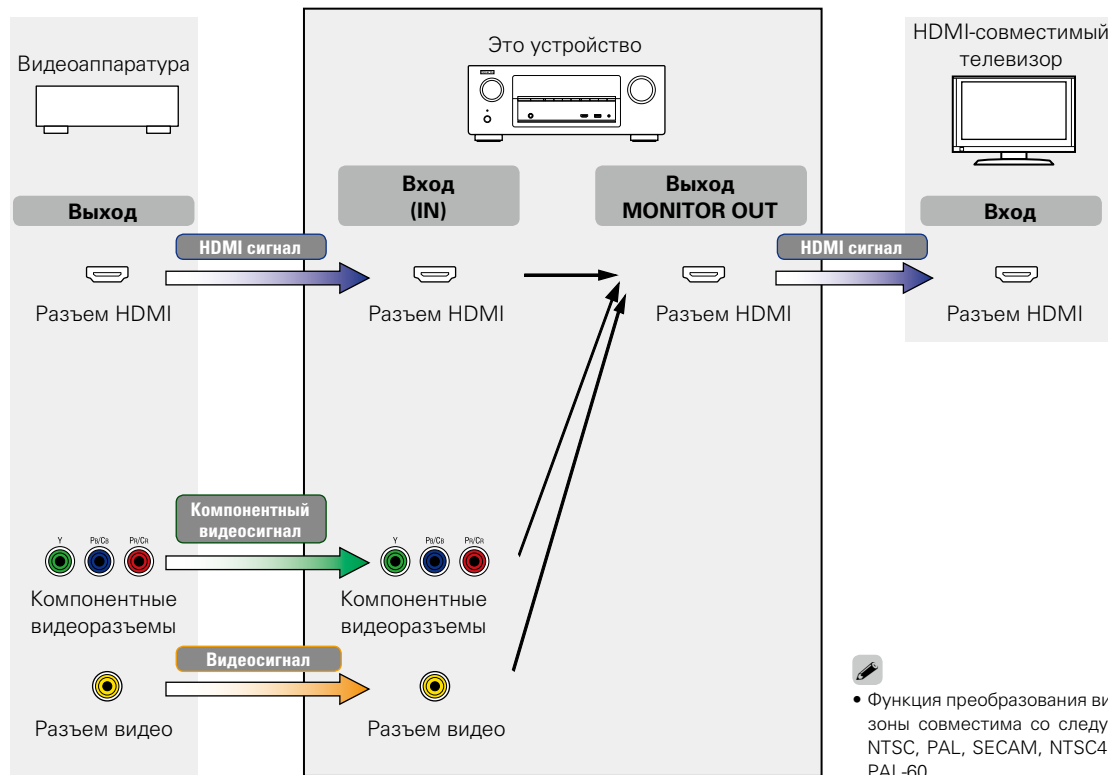 Видеоаппаратура
Это устройство
HDMI-совместимый
телевизор
Выход
Вход
(IN)
Выход
MONITOR OUT
Вход
HDMI сигнал
HDMI сигнал
Разъем HDMI
Разъем HDMI
Разъем HDMI
Разъем HDMI
Компонентный
видеосигнал
Y PB/CB PR/CR
Y PB/CB PR/CR
Компонентные
видеоразъемы
Компонентные
видеоразъемы
Видеосигнал
Разъем видео
Разъем видео
• Функция преобразования ви
зоны совместима со следу
NTSC, PAL, SECAM, NTSC4
PAL-60